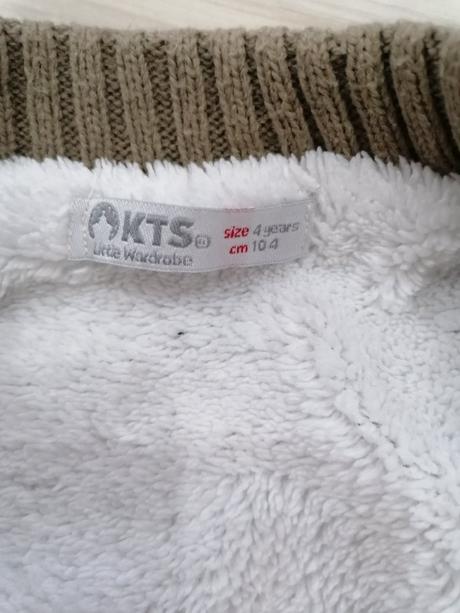 KTS
Little Wardrobe
size 4 years
cm 104